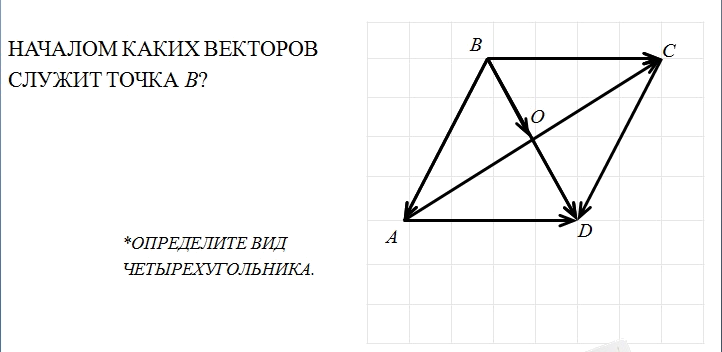 НАЧАЛОМ КАКИХ ВЕКТОРОВ
СЛУЖИТ ТОЧКА B?
B
C
O
A
D
*ОПРЕДЕЛИТЕ ВИД
ЧЕТЫРЕХУГОЛЬНИКА.